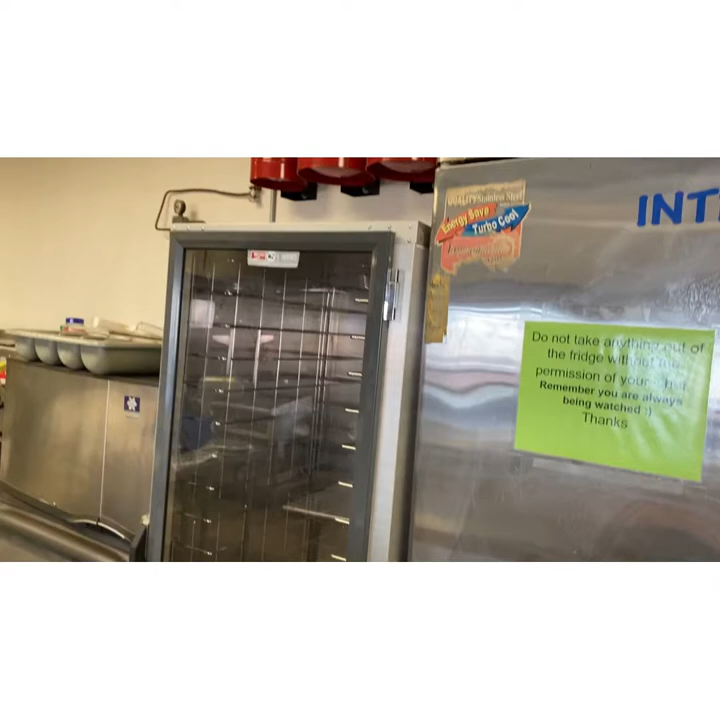 QUALITY Stainless Steel
Energy Save
Turbo Cool
INT
Do not take anything out of
the fridge without the
permission of your
Remember you are always
being watched :)
Thanks